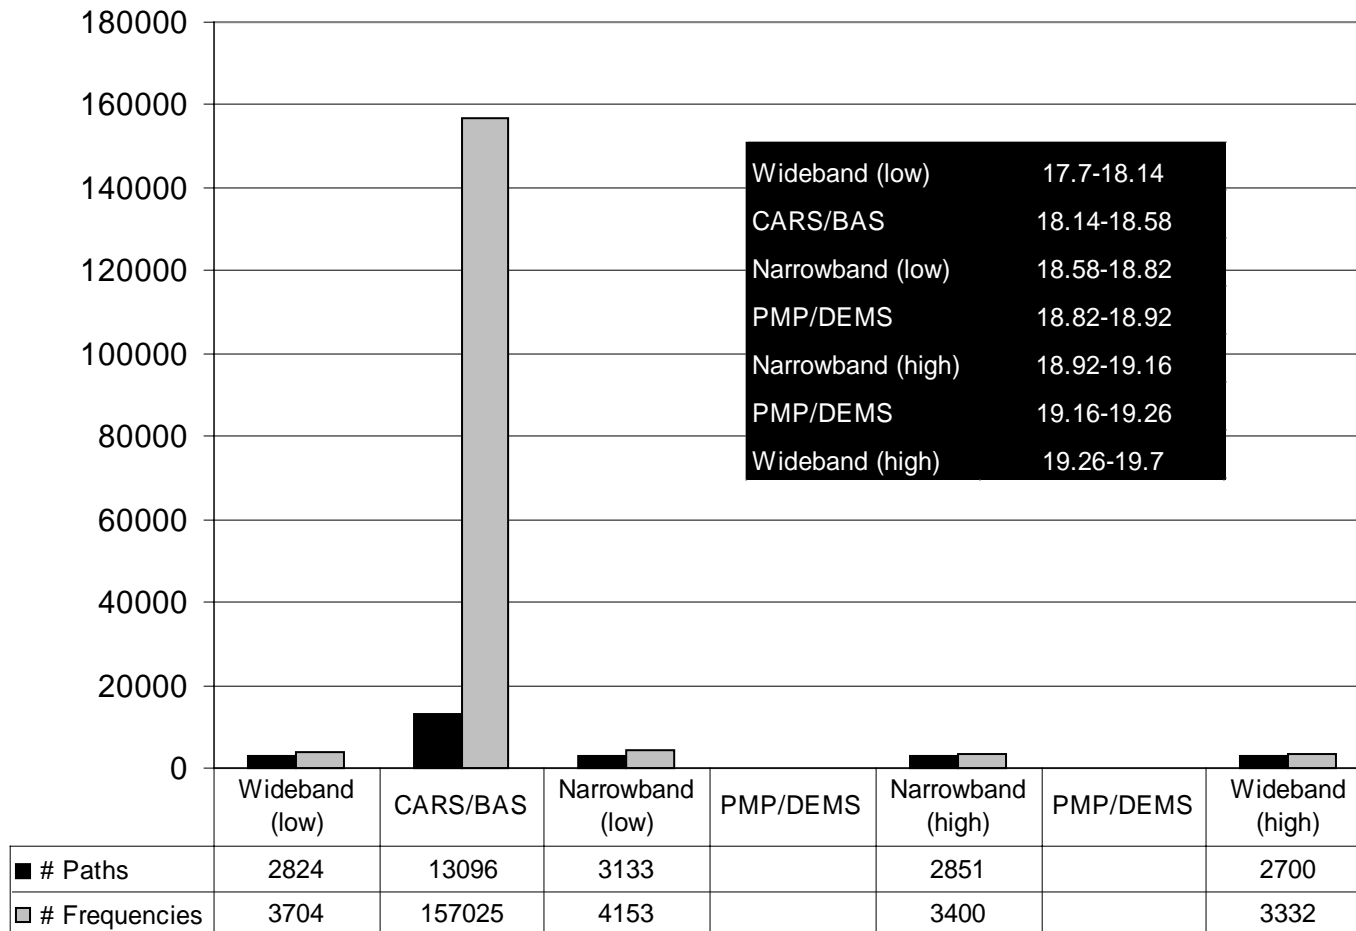 180000
160000
140000
120000
100000
80000
60000
40000
20000
0
Wideband (low) 17.7-18.14
CARS/BAS 18.14-18.58
Narrowband (low) 18.58-18.82
PMP/DEMS 18.82-18.92
Narrowband (high) 18.92-19.16
PMP/DEMS 19.16-19.26
Wideband (high) 19.26-19.7
Wideband (low) CARS/BAS Narrowband (low) PMP/DEMS Narrowband (high) PMP/DEMS Wideband (high)
# Paths 2824 13096 3133 2851 2700
# Frequencies 3704 157025 4153 3400 3332